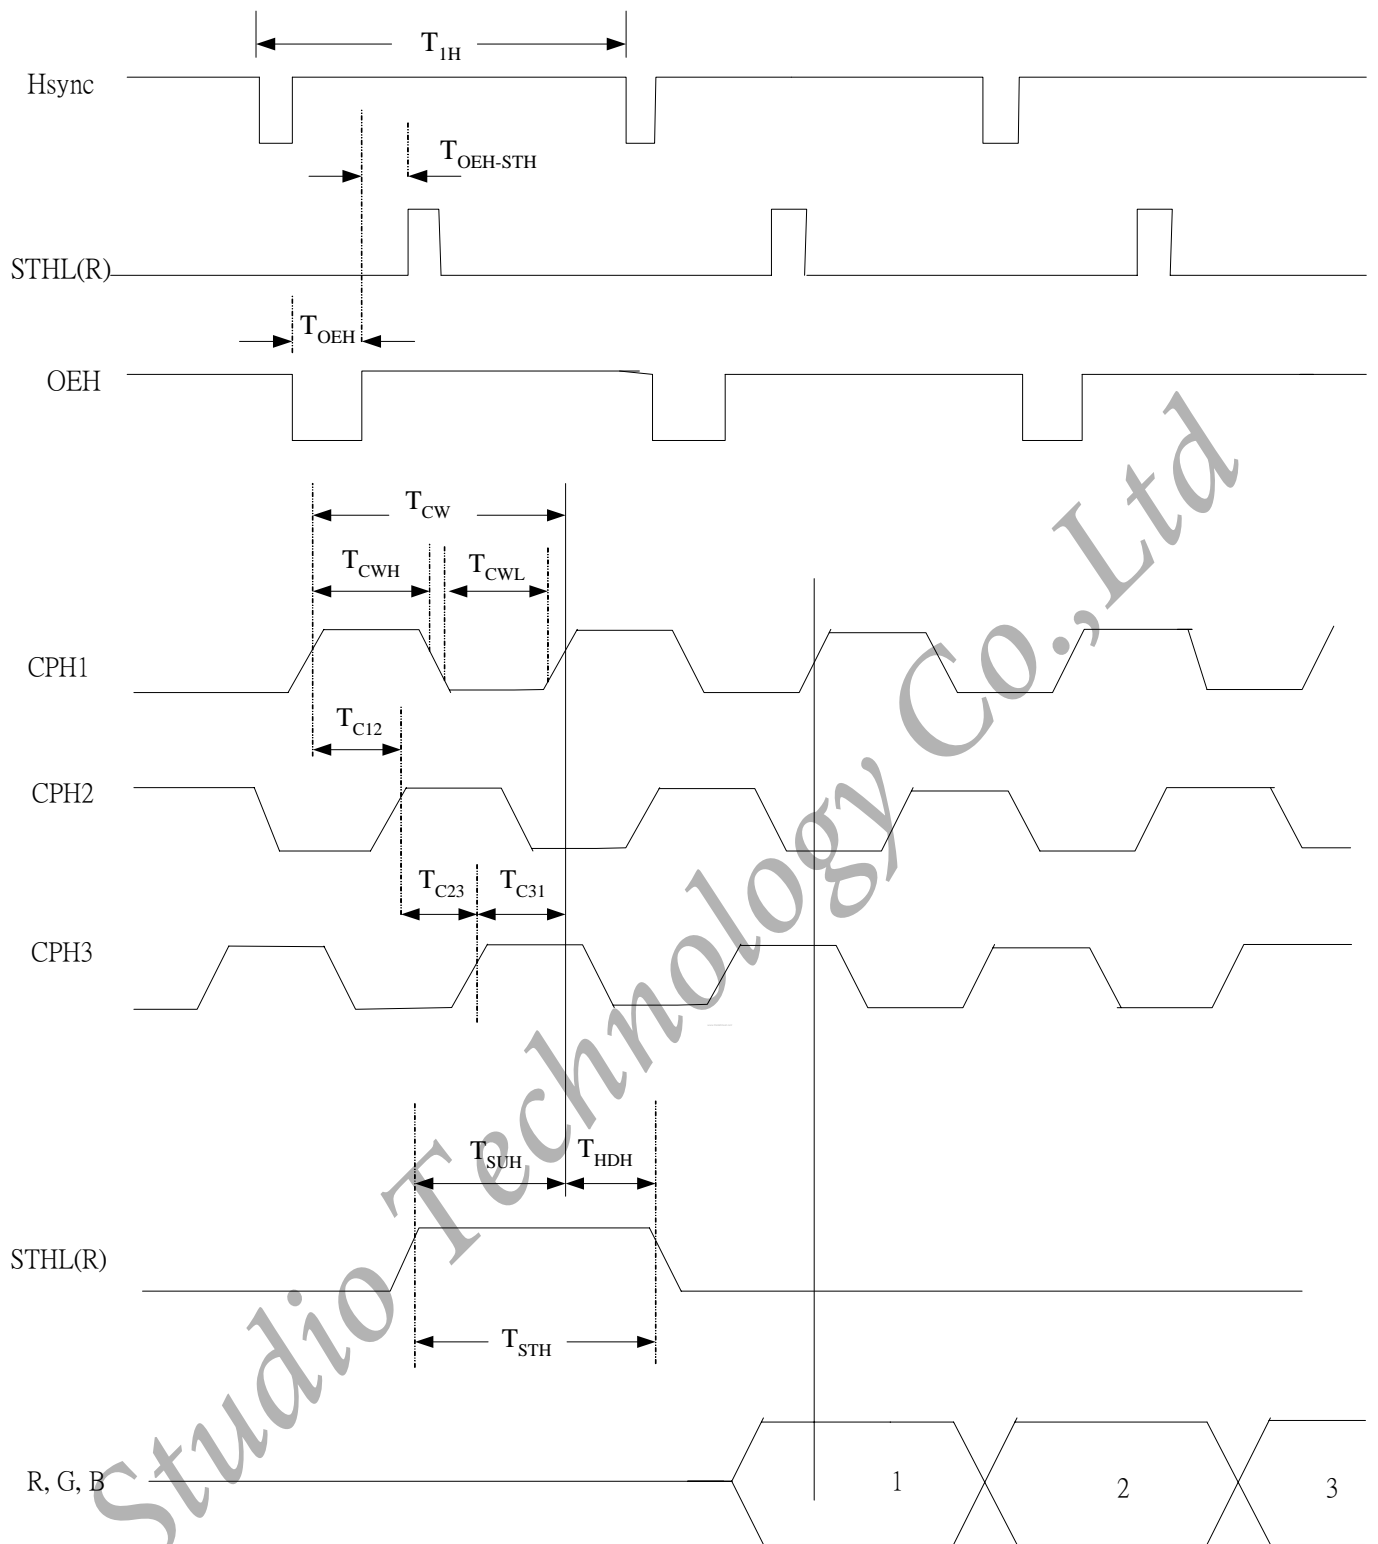 T1H
Hsync
TOEH-STH
STHL(R)
TOEH
OEH
TCW
TCWH
TCWL
CPH1
TC12
CPH2
TC23
TC31
CPH3
TSUH
THDH
STHL(R)
TSTH
R, G, B
1
2
3
Studio Technology Co.,Ltd